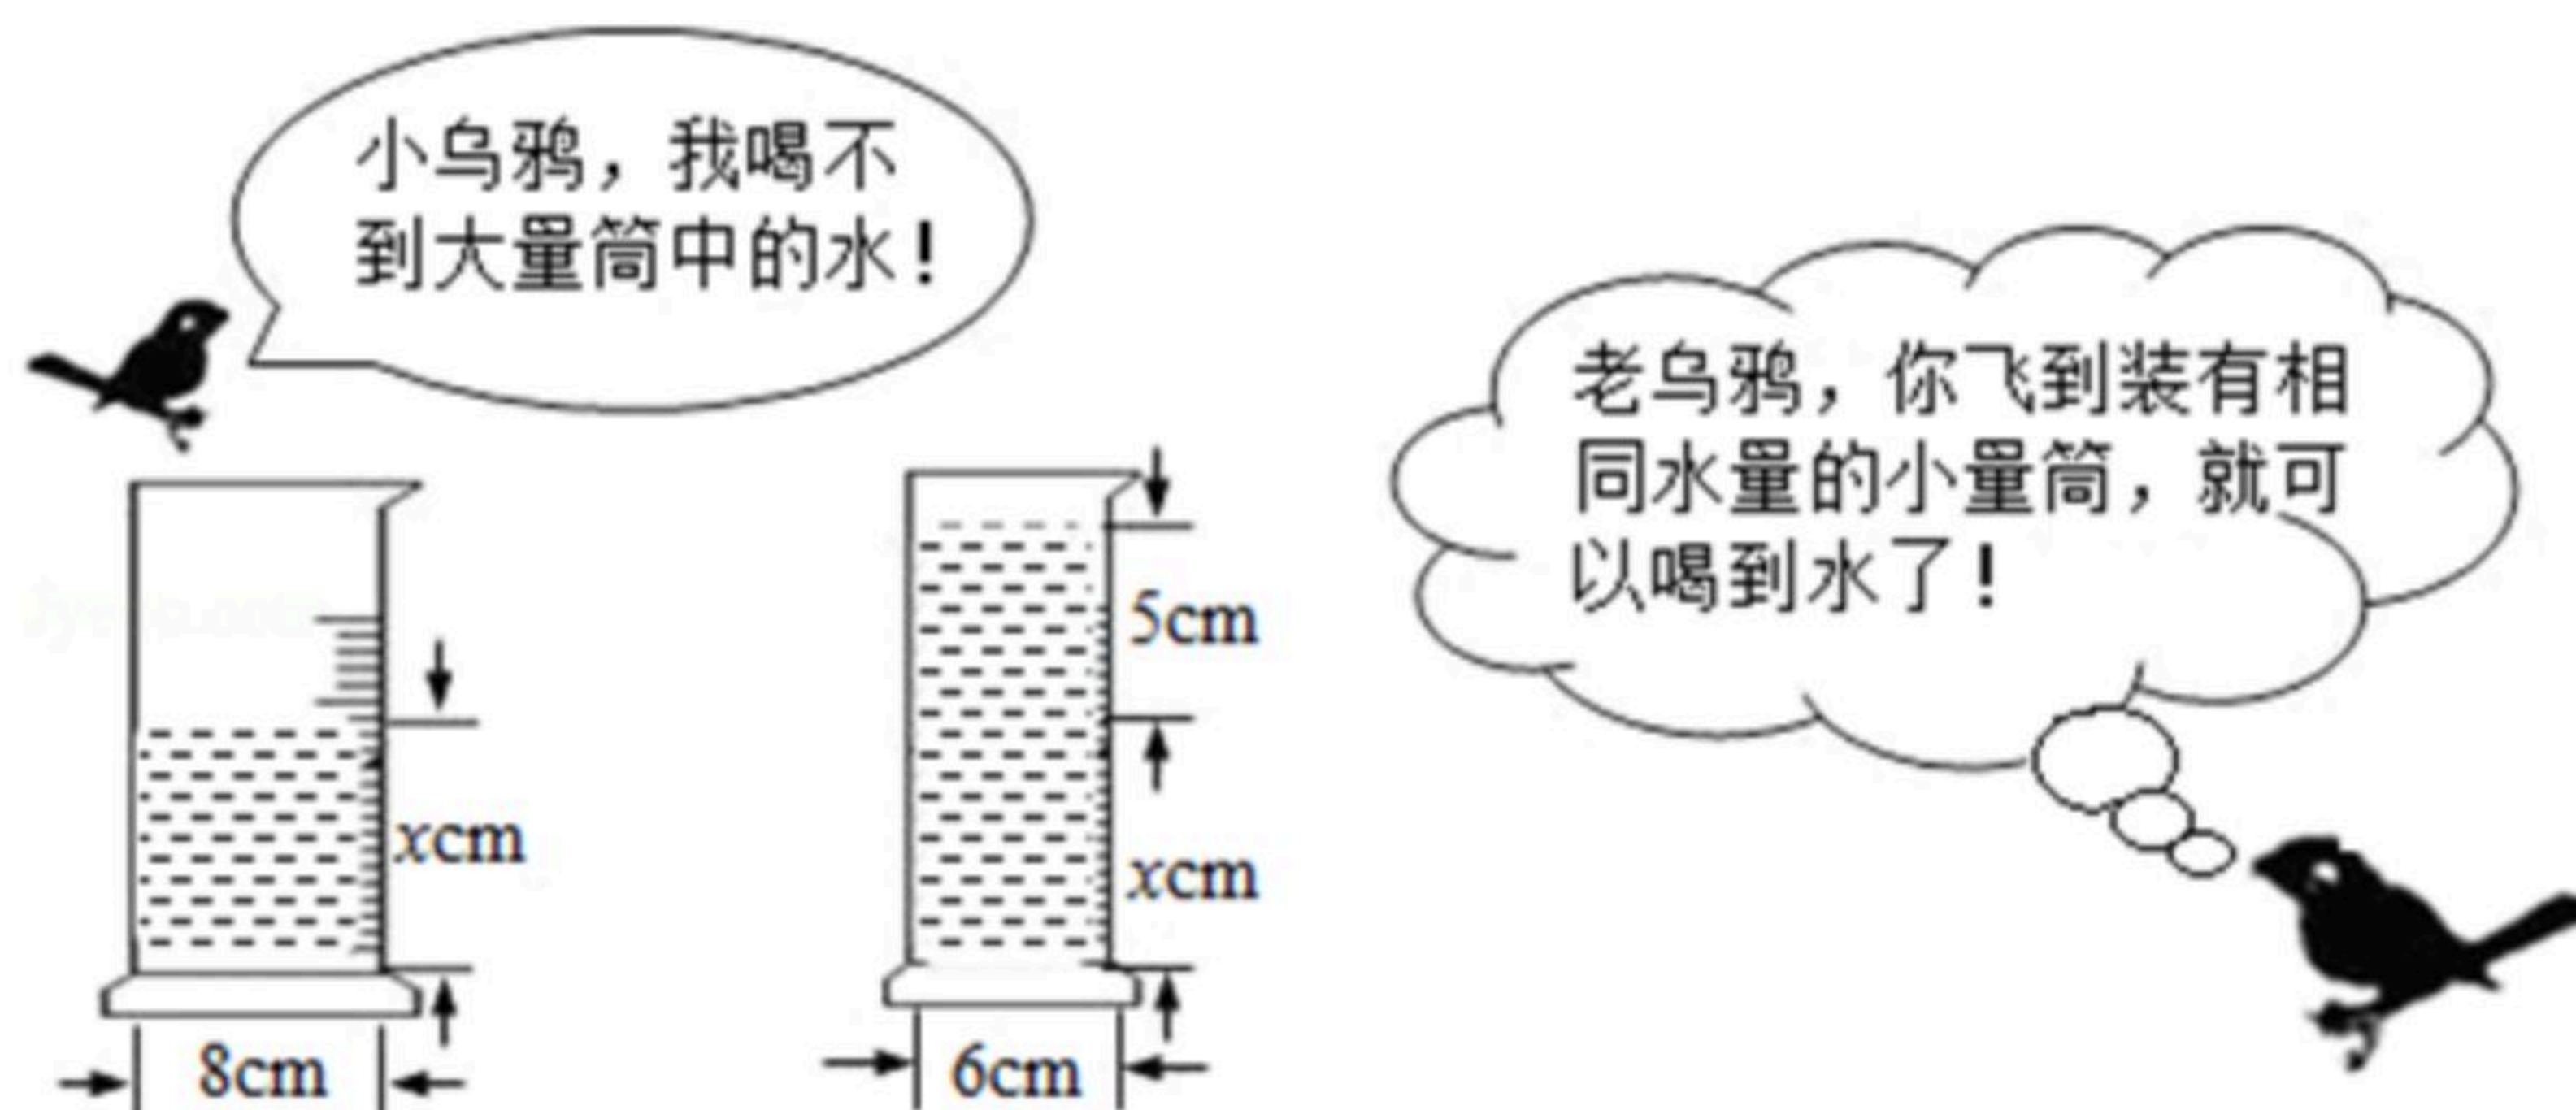 小乌鸦，我喝不
到大量筒中的水！
老乌鸦，你飞到装有相
同水量的小量筒，就可
以喝到水了！
5cm
xcm
xcm
8cm
6cm